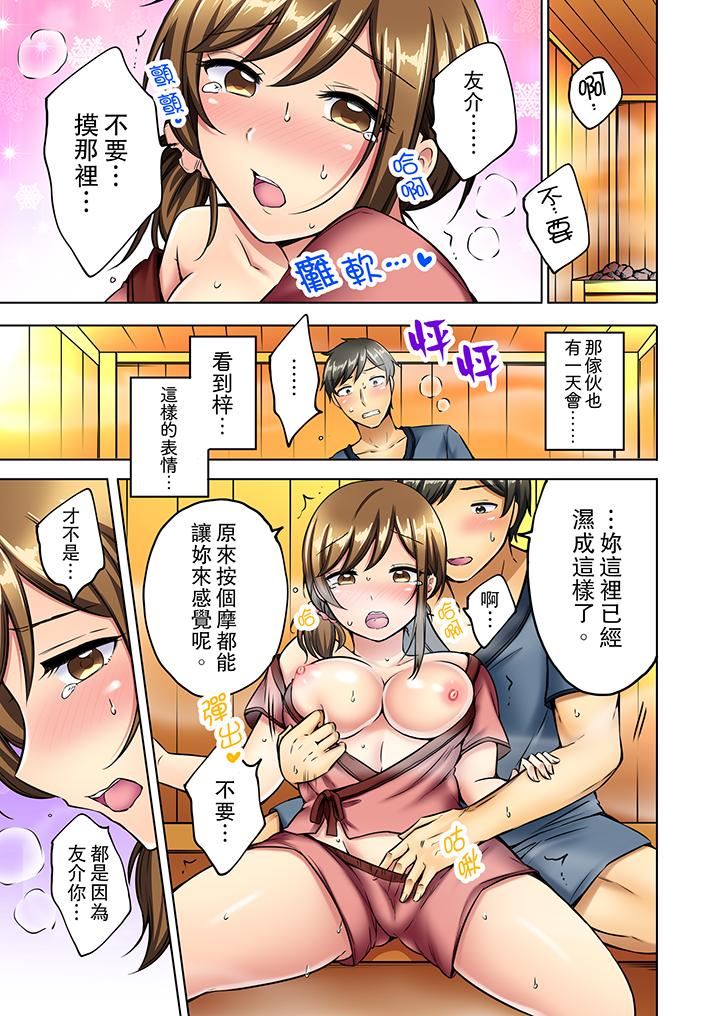 啊…
不…要
友介……
哈
啊
顫
顫
不要…
摸那裡…
癱軟…
那傢伙也
有一天會……
怦
怦
…
看到梓…
這樣的表情…
…妳這裡已經
濕成這樣了。
啊…
哈
啊
哈
原來按個摩都能
讓妳來感覺呢。
彈出
不要…
咕
啾
才不是…
都是因為
友介你…